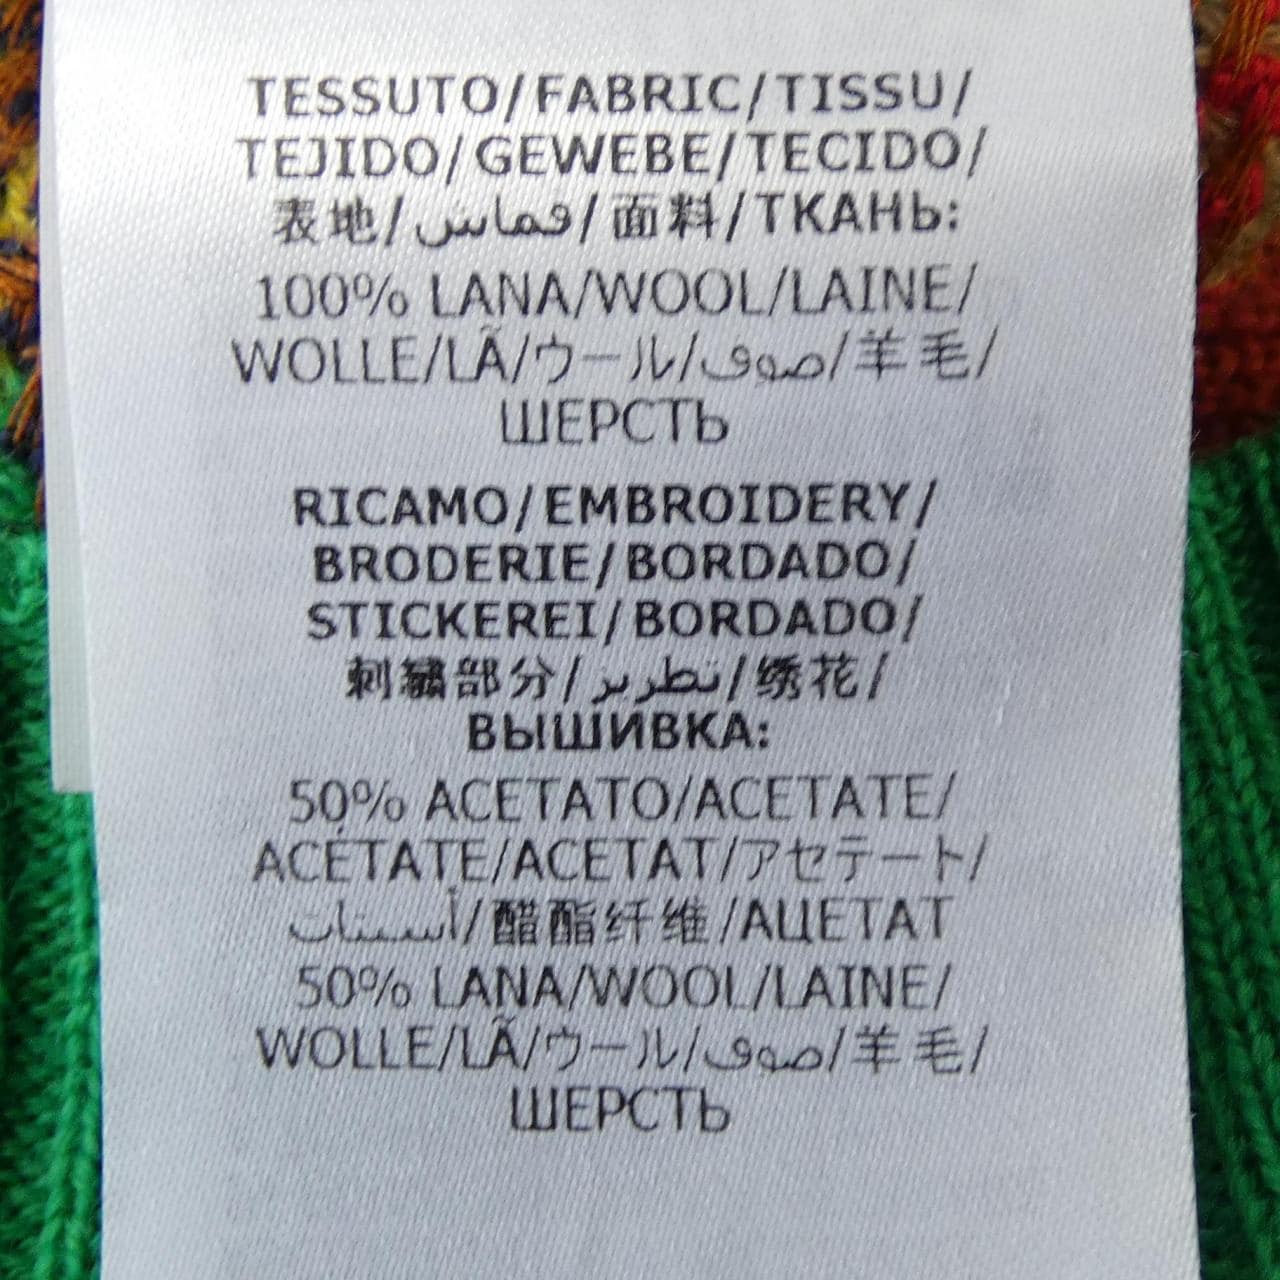 TESSUTO/FABRIC/TISSU/
TEJIDO/GEWEBE/TECIDO/
表地/قماش/面料/ТКАНЬ:
100% LANA/WOOL/LAINE/
WOLLE/LÃ/ウール/صوف/羊毛/
ШЕРСТЬ
RICAMO/EMBROIDERY/
BRODERIE/BORDADO/
STICKEREI/BORDADO/
刺繍部分/تطريز/绣花/
ВЫШИВКА:
50% ACETATO/ACETATE/
ACÉTATE/ACETAT/アセテート/
أسيتات/醋酯纤维/АЦЕТАТ
50% LANA/WOOL/LAINE/
WOLLE/LÃ/ウール/صوف/羊毛/
ШЕРСТЬ